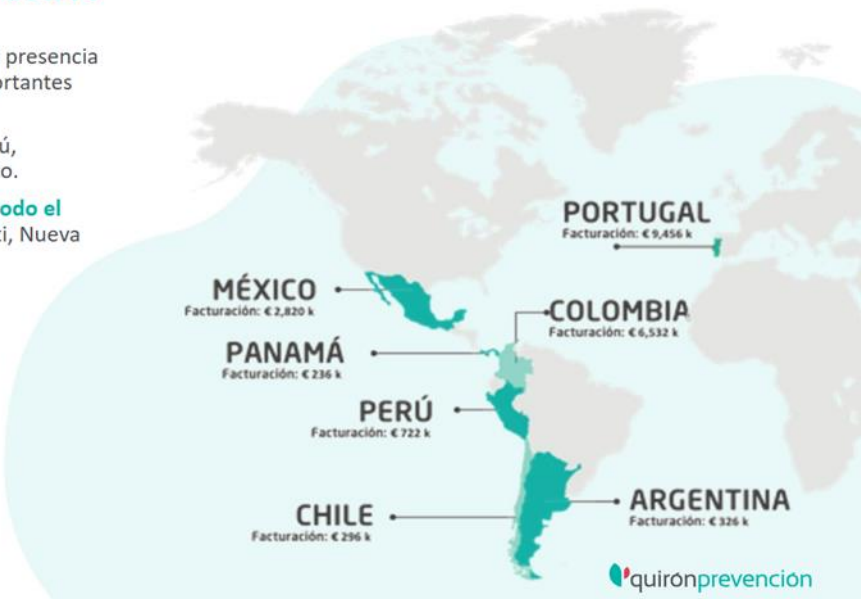 presencia
ortantes
ú,
o.
odo el
ti, Nueva
PORTUGAL
Facturación: € 9,456 k
MÉXICO
Facturación: € 2,820 k
COLOMBIA
Facturación: € 6,532 k
PANAMÁ
Facturación: € 236 k
PERÚ
Facturación: € 722 k
ARGENTINA
Facturación: € 326 k
CHILE
Facturación: € 296 k
quirónprevención